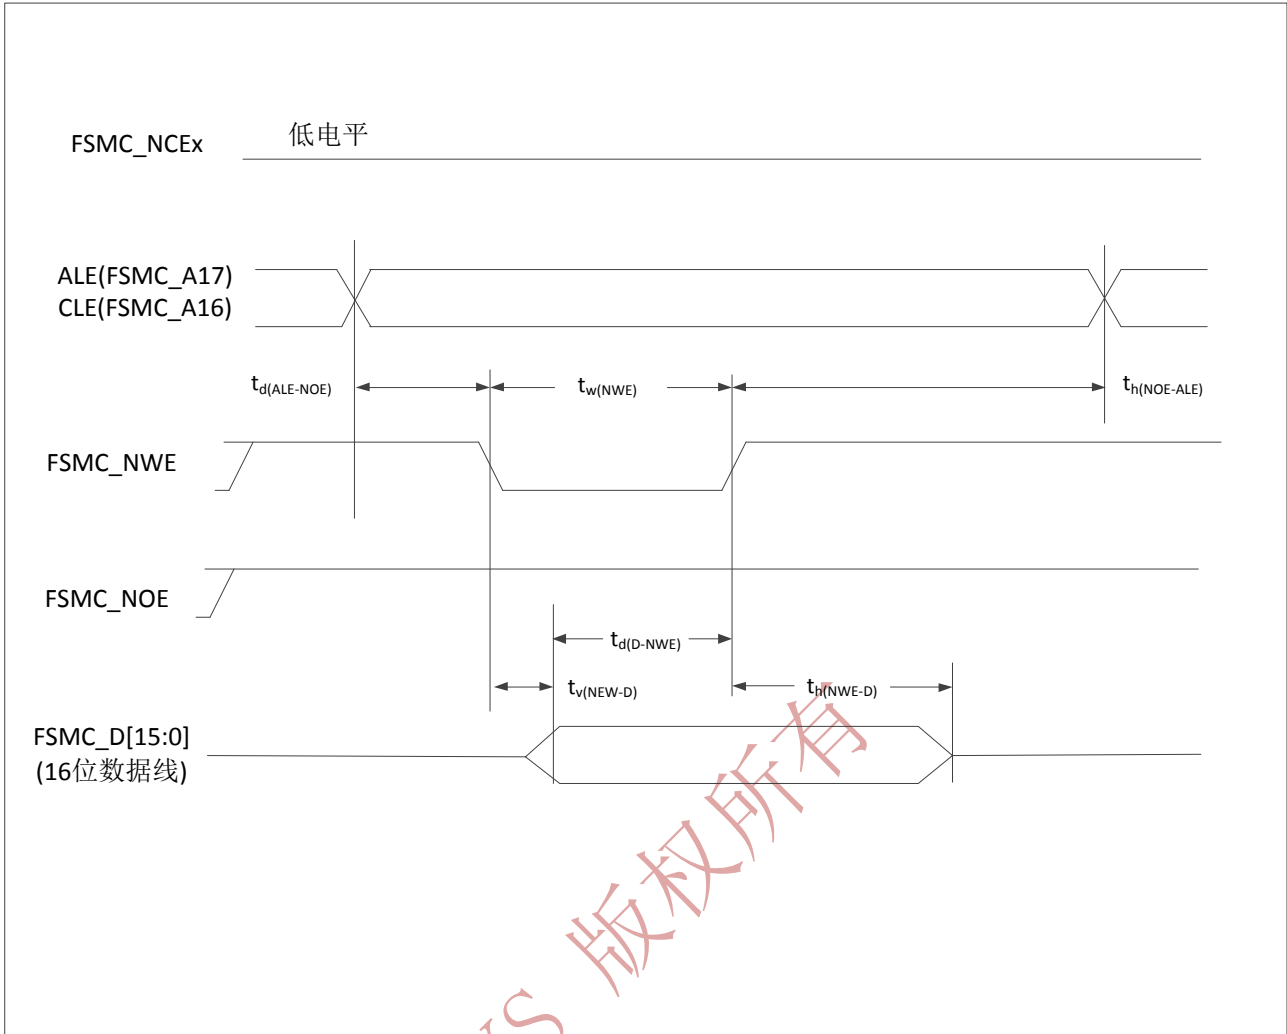 FSMC_NCEx
低电平
ALE(FSMC_A17)
CLE(FSMC_A16)
td(ALE-NOE)
tw(NWE)
th(NOE-ALE)
FSMC_NWE
FSMC_NOE
td(D-NWE)
tv(NEW-D)
th(NWE-D)
FSMC_D[15:0]
(16位数据线)
版权所有